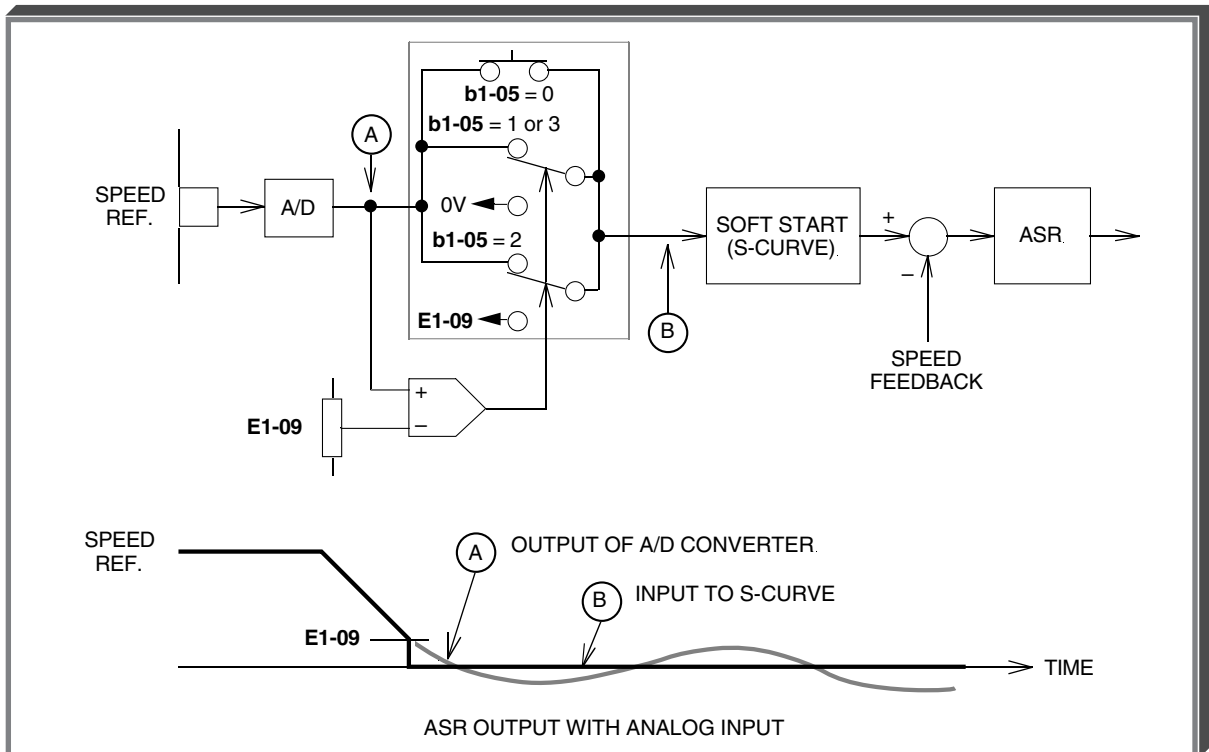 b1-05 = 0
b1-05 = 1 or 3
A
SPEED
REF.
A/D
0V
b1-05 = 2
E1-09
SOFT START
(S-CURVE)
+
–
ASR
B
SPEED
FEEDBACK
+
–
E1-09
SPEED
REF.
A
OUTPUT OF A/D CONVERTER
B
INPUT TO S-CURVE
E1-09
TIME
ASR OUTPUT WITH ANALOG INPUT